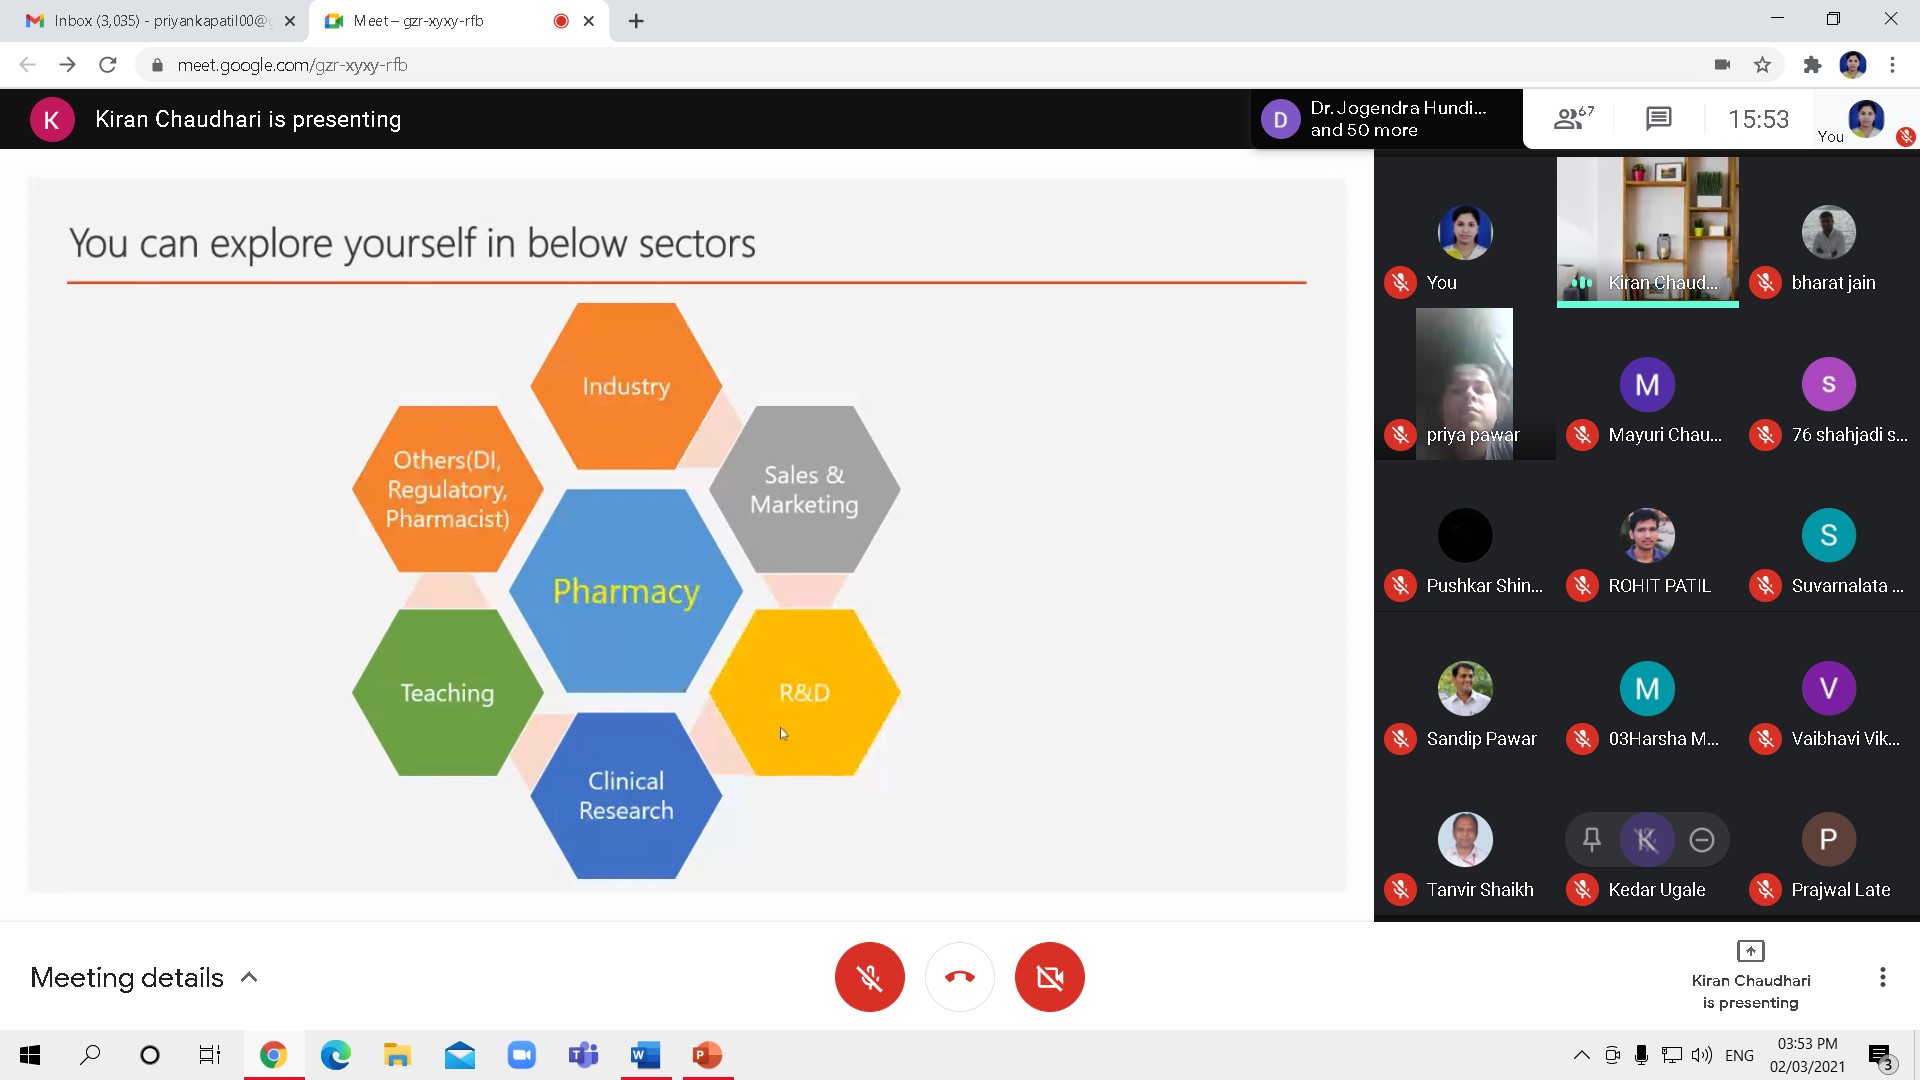 Inbox (3,035) - priyankapatil00@g
Meet – gzr-xyxy-rfb
meet.google.com/gzr-xyxy-rfb
K
Kiran Chaudhari is presenting
D
Dr. Jogendra Hundi...
and 50 more
67
15:53
You
You can explore yourself in below sectors
Industry
Sales &
Marketing
R&D
Clinical
Research
Teaching
Others(DI,
Regulatory,
Pharmacist)
Pharmacy
You
Kiran Chaud...
bharat jain
priya pawar
M
Mayuri Chau...
s
76 shahjadi s...
Pushkar Shin...
ROHIT PATIL
S
Suvarnalata ...
Sandip Pawar
M
03Harsha M...
V
Vaibhavi Vik...
Tanvir Shaikh
K
Kedar Ugale
P
Prajwal Late
Meeting details
Kiran Chaudhari
is presenting
ENG
03:53 PM
02/03/2021
3